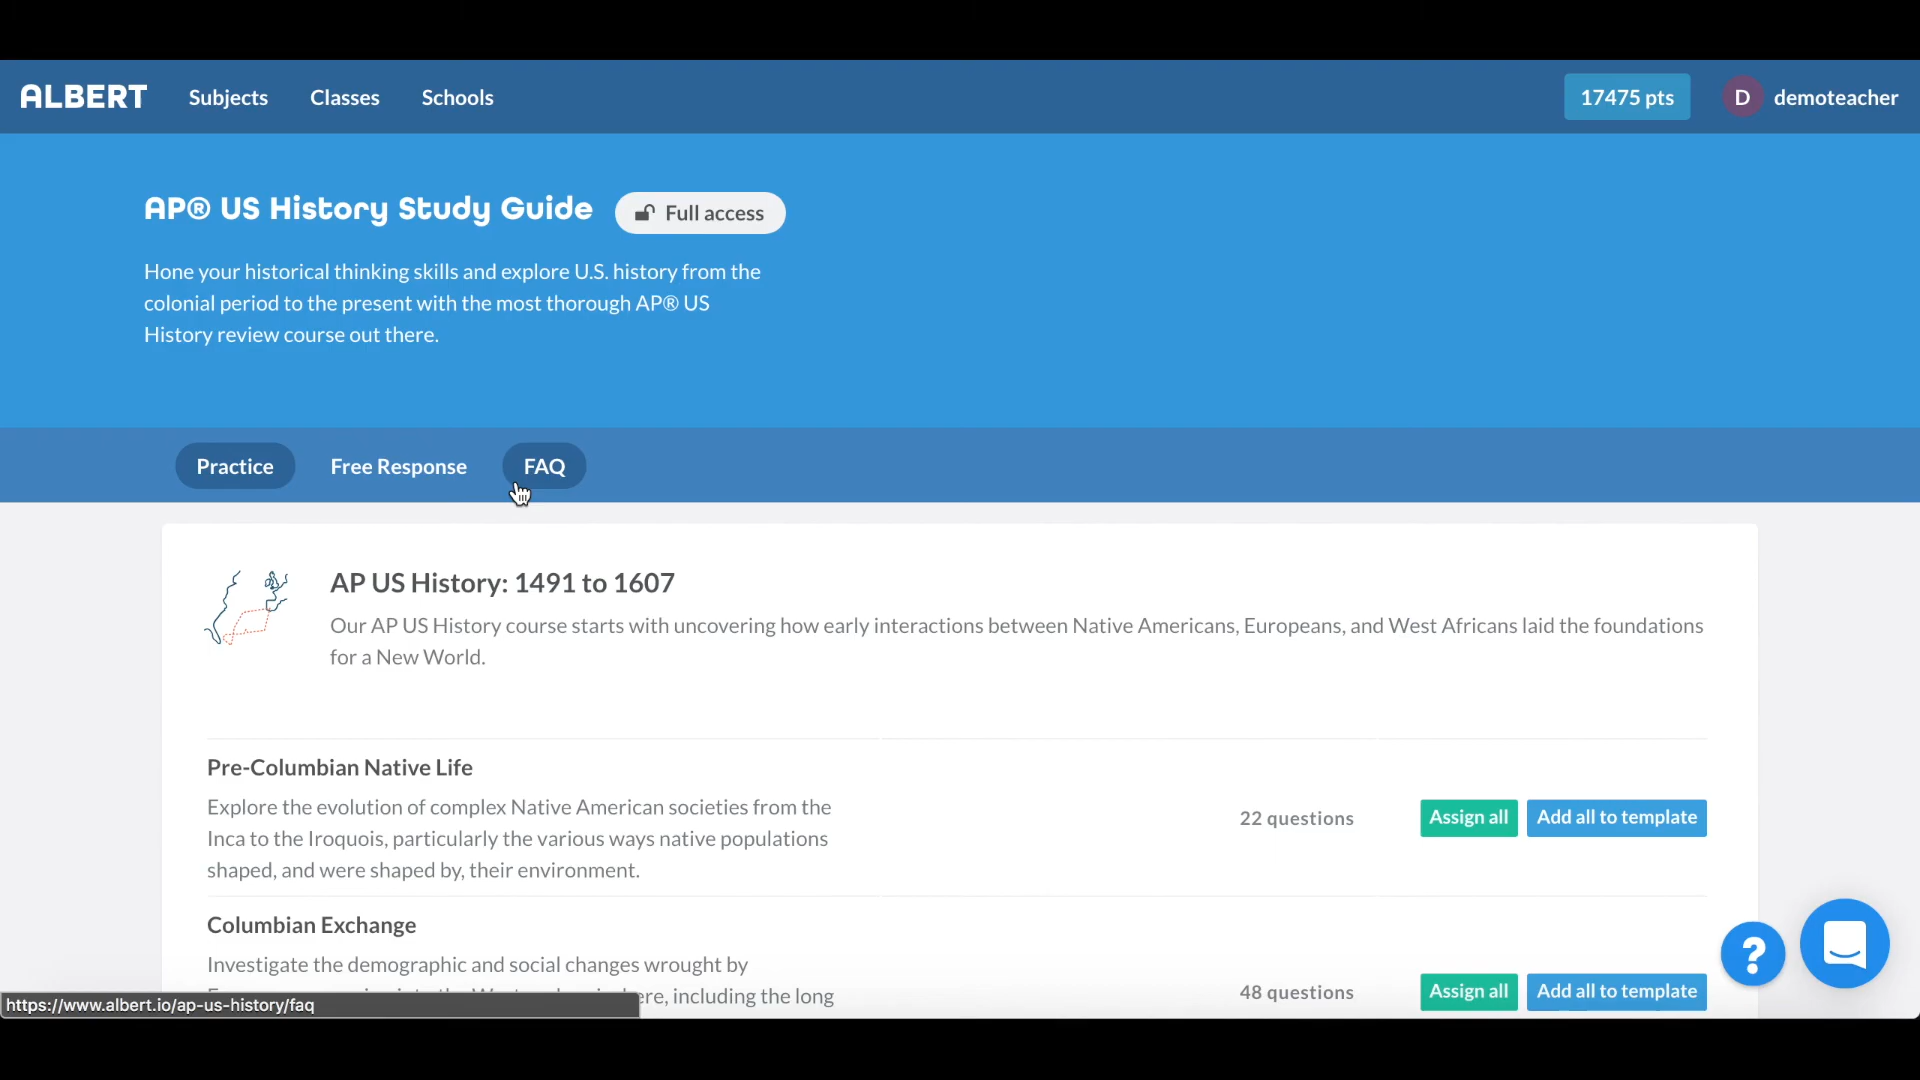 ALBERT Subjects Classes Schools 17475 pts D demoteacher
AP® US History Study Guide Full access
Hone your historical thinking skills and explore U.S. history from the
colonial period to the present with the most thorough AP® US
History review course out there.
Practice Free Response FAQ
AP US History: 1491 to 1607
Our AP US History course starts with uncovering how early interactions between Native Americans, Europeans, and West Africans laid the foundations
for a New World.
Pre-Columbian Native Life
Explore the evolution of complex Native American societies from the
Inca to the Iroquois, particularly the various ways native populations
shaped, and were shaped by, their environment.
22 questions Assign all Add all to template
Columbian Exchange
Investigate the demographic and social changes wrought by
including the long
48 questions Assign all Add all to template
?
https://www.albert.io/ap-us-history/faq